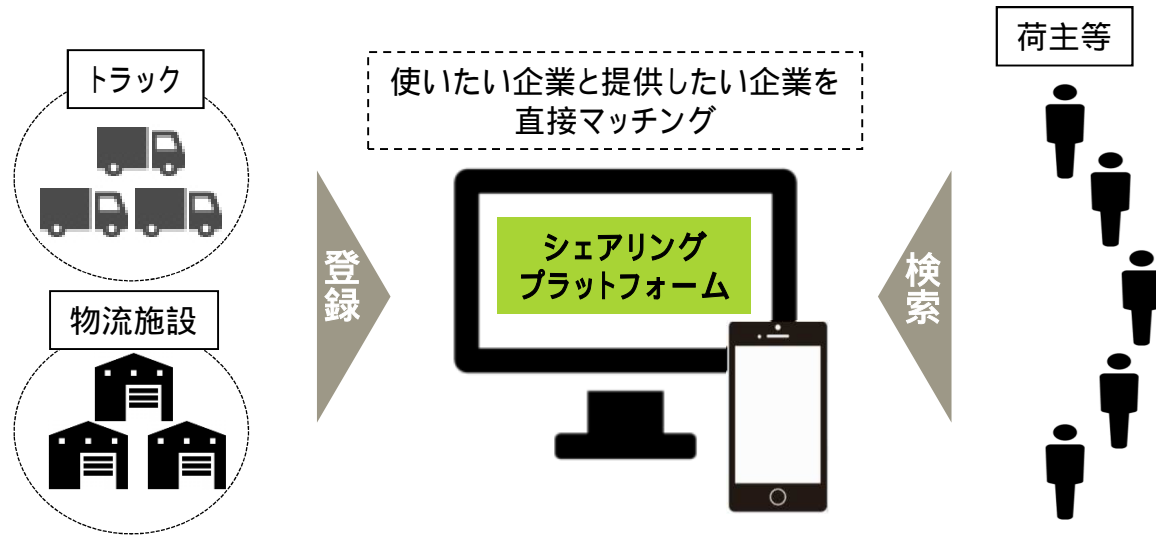 トラック
物流施設
登録
使いたい企業と提供したい企業を
直接マッチング
シェアリング
プラットフォーム
検索
荷主等